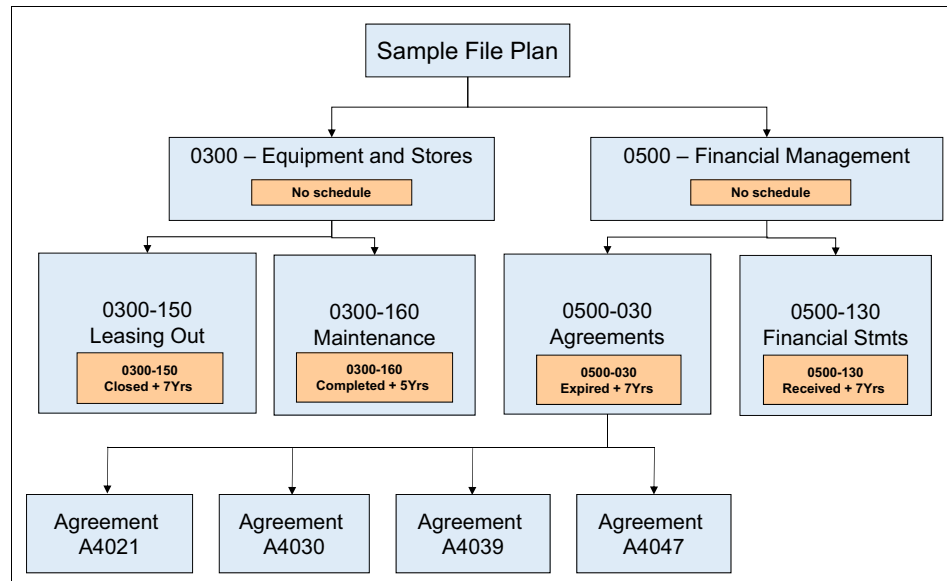 Sample File Plan
0300 – Equipment and Stores
No schedule
0500 – Financial Management
No schedule
0300-150
Leasing Out
0300-150
Closed + 7Yrs
0300-160
Maintenance
0300-160
Completed + 5Yrs
0500-030
Agreements
0500-030
Expired + 7Yrs
0500-130
Financial Stmts
0500-130
Received + 7Yrs
Agreement
A4021
Agreement
A4030
Agreement
A4039
Agreement
A4047